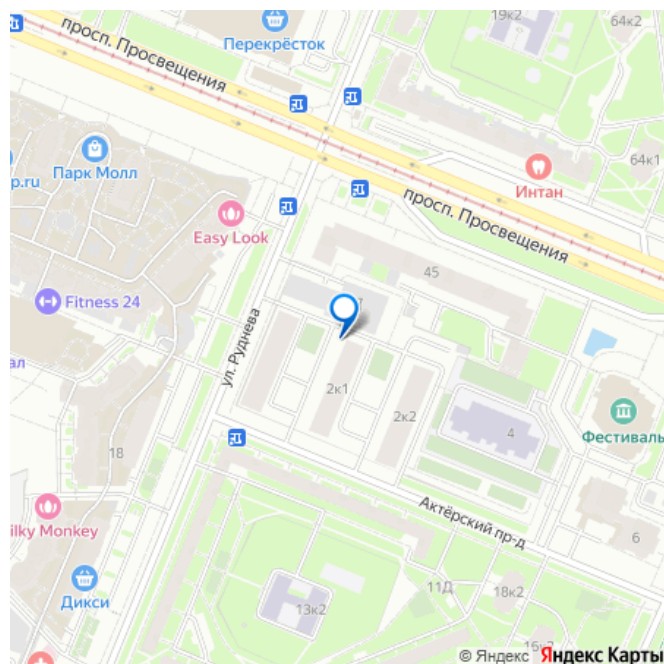 19к2
64к2
просп. Просвещения
Перекрёсток
64к1
Парк Молл
Интан
p.ru
просп. Просвещения
Easy Look
45
Fitness 24
ул. Руднева
ал
2к1
2к2
4
Фестиваль
18
Актёрский пр-д
ilky Monkey
6
11Д
18к2
Дикси
13к2
16к2
© Яндекс Яндекс Карты